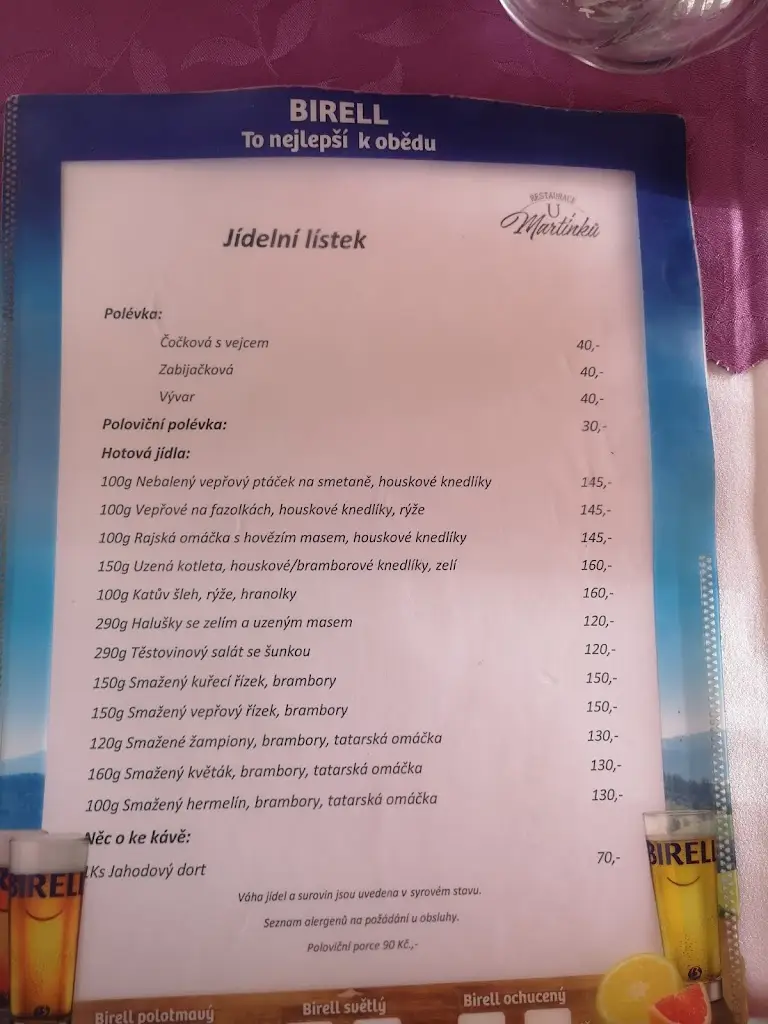 BIRELL
To nejlepší k obědu
RESTAURACE
U
Martínků
Jídelní lístek
Polévka:
Čočková s vejcem 40,-
Zabijačková 40,-
Vývar 40,-
Poloviční polévka: 30,-
Hotová jídla:
100g Nebalený vepřový ptáček na smetaně, houskové knedlíky 145,-
100g Vepřové na fazolkách, houskové knedlíky, rýže 145,-
100g Rajská omáčka s hovězím masem, houskové knedlíky 145,-
150g Uzená kotleta, houskové/bramborové knedlíky, zelí 160,-
100g Katův šleh, rýže, hranolky 160,-
290g Halušky se zelím a uzeným masem 120,-
290g Těstovinový salát se šunkou 120,-
150g Smažený kuřecí řízek, brambory 150,-
150g Smažený vepřový řízek, brambory 150,-
120g Smažené žampiony, brambory, tatarská omáčka 130,-
160g Smažený květák, brambory, tatarská omáčka 130,-
100g Smažený hermelín, brambory, tatarská omáčka 130,-
Něc o ke kávě:
1Ks Jahodový dort 70,-
Váha jídel a surovin jsou uvedena v syrovém stavu.
Seznam alergenů na požádání u obsluhy.
Poloviční porce 90 Kč.,-
BIRELL
BIRELL
Birell polotmavý
Birell světlý
Birell ochucený